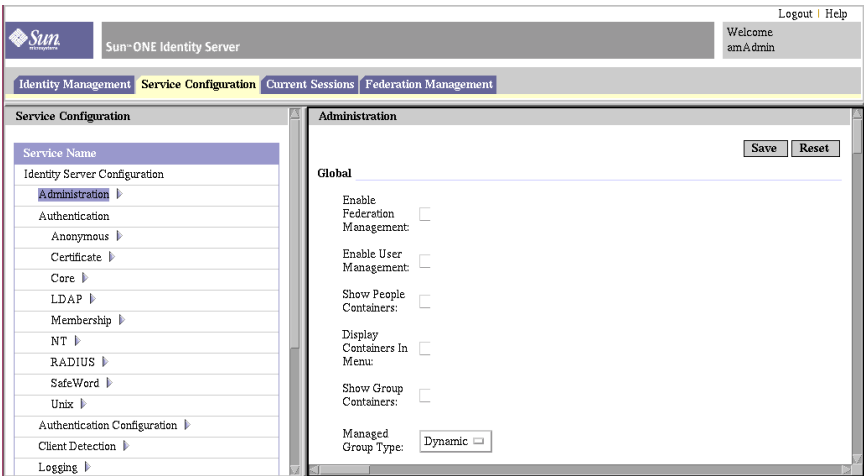 Logout | Help
Sun
microsystems
Sun™ ONE Identity Server
Welcome
amAdmin
Identity Management
Service Configuration
Current Sessions
Federation Management
Service Configuration
Service Name
Identity Server Configuration
Administration
Authentication
Anonymous
Certificate
Core
LDAP
Membership
NT
RADIUS
SafeWord
Unix
Authentication Configuration
Client Detection
Logging
Administration
Save
Reset
Global
Enable
Federation
Management:
Enable User
Management:
Show People
Containers:
Display
Containers In
Menu:
Show Group
Containers:
Managed
Group Type:
Dynamic